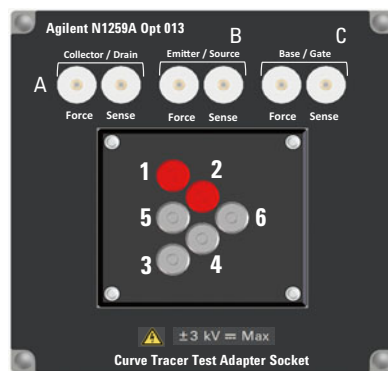 Agilent N1259A Opt 013
B
C
Collector / Drain
Emitter / Source
Base / Gate
A
Force Sense
Force Sense
Force Sense
1
2
5
6
3
4
±3 kV ⎓ Max
Curve Tracer Test Adapter Socket